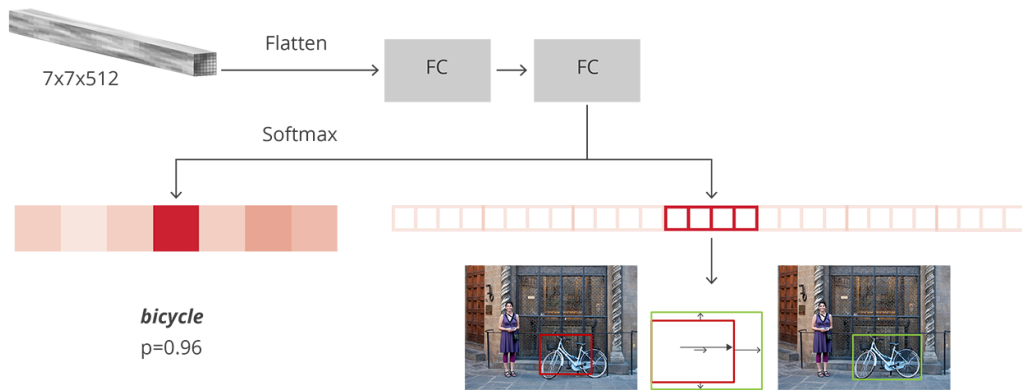 Flatten
7x7x512
FC
FC
Softmax
bicycle
p=0.96